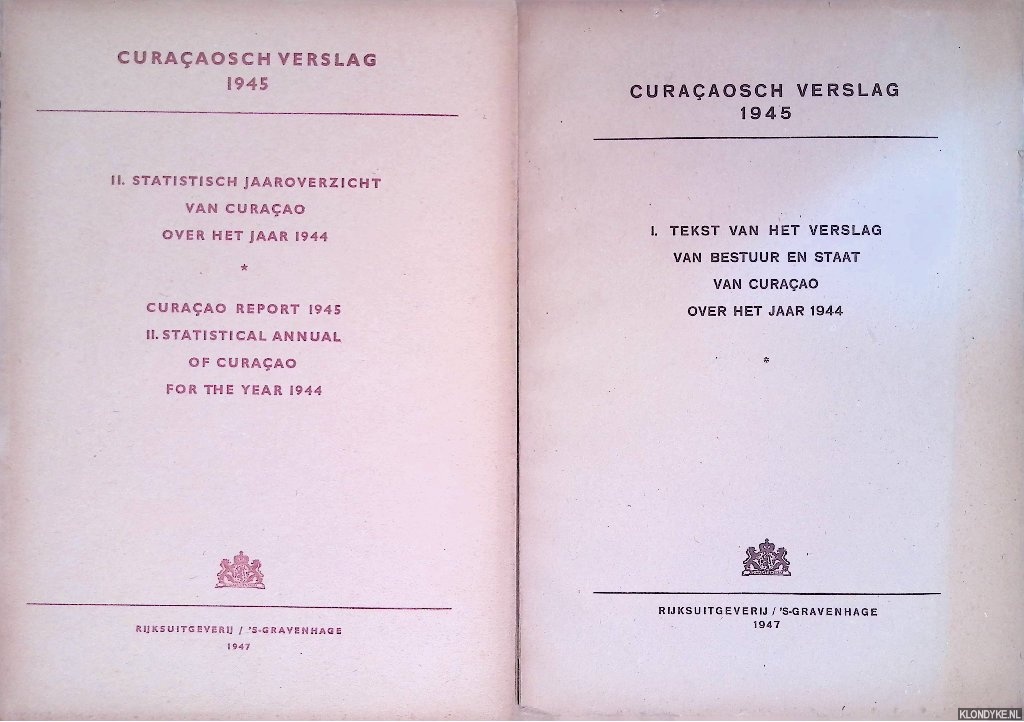 CURAÇAOSCH VERSLAG
1945
II. STATISTISCH JAAROVERZICHT
VAN CURAÇAO
OVER HET JAAR 1944
*
CURAÇAO REPORT 1945
II. STATISTICAL ANNUAL
OF CURAÇAO
FOR THE YEAR 1944
RIJKSUITGEVERIJ / 'S-GRAVENHAGE
1947
CURAÇAOSCH VERSLAG
1945
I. TEKST VAN HET VERSLAG
VAN BESTUUR EN STAAT
VAN CURAÇAO
OVER HET JAAR 1944
*
RIJKSUITGEVERIJ / 'S-GRAVENHAGE
1947
KLONDYKE.NL